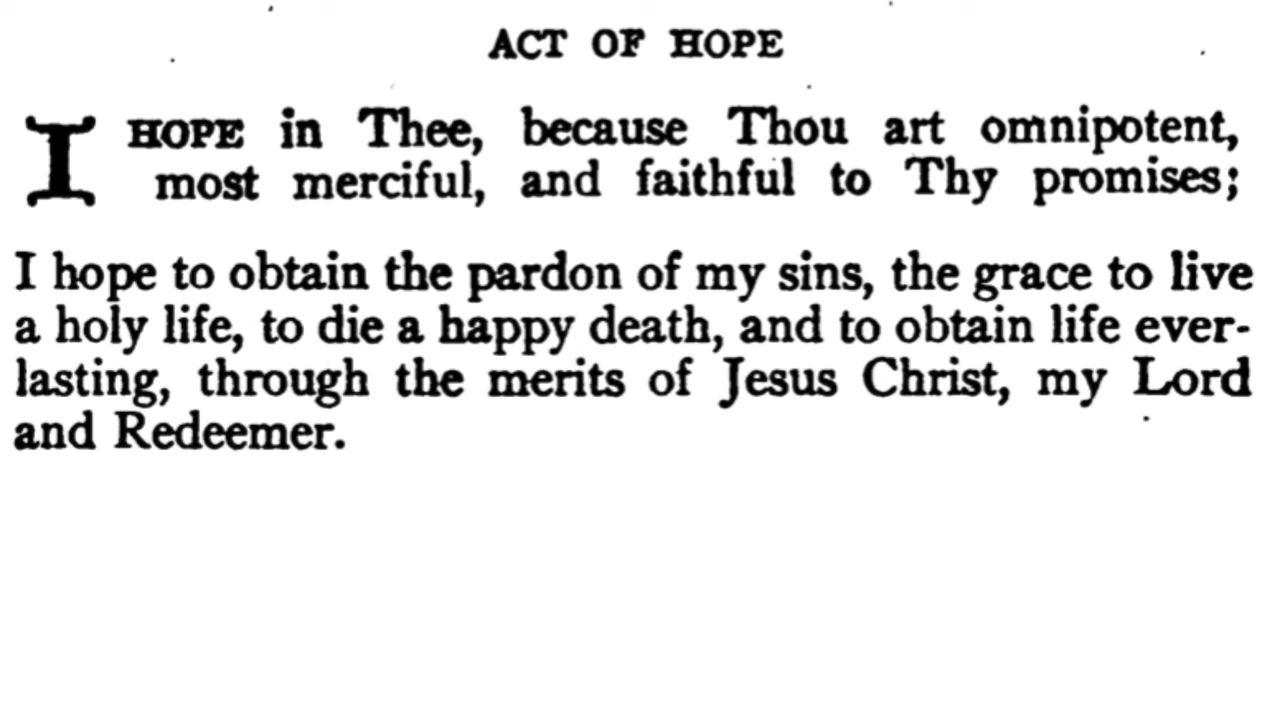 ACT OF HOPE
I HOPE in Thee, because Thou art omnipotent,
most merciful, and faithful to Thy promises;
I hope to obtain the pardon of my sins, the grace to live
a holy life, to die a happy death, and to obtain life ever-
lasting, through the merits of Jesus Christ, my Lord
and Redeemer.